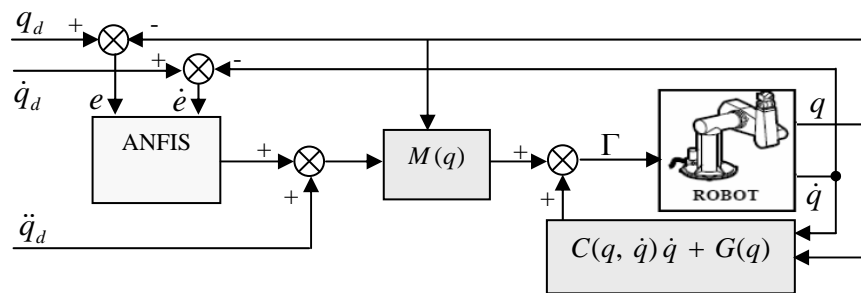 q_d + -
q̇_d + -
e ė
ANFIS
+
+
M(q)
+
+
Γ
ROBOT
q
q̇
q̈_d
C(q, q̇) q̇ + G(q)